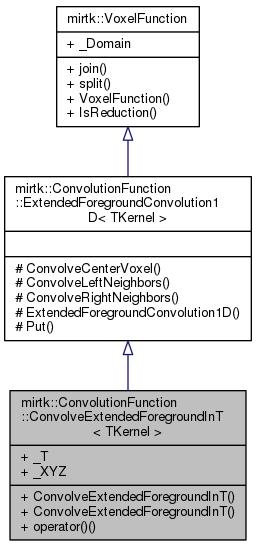 mirtk::VoxelFunction
+ _Domain
+ join()
+ split()
+ VoxelFunction()
+ IsReduction()
mirtk::ConvolutionFunction
::ExtendedForegroundConvolution1
D< TKernel >
# ConvolveCenterVoxel()
# ConvolveLeftNeighbors()
# ConvolveRightNeighbors()
# ExtendedForegroundConvolution1D()
# Put()
mirtk::ConvolutionFunction
::ConvolveExtendedForegroundInT
< TKernel >
+ _T
+ _XYZ
+ ConvolveExtendedForegroundInT()
+ ConvolveExtendedForegroundInT()
+ operator()()